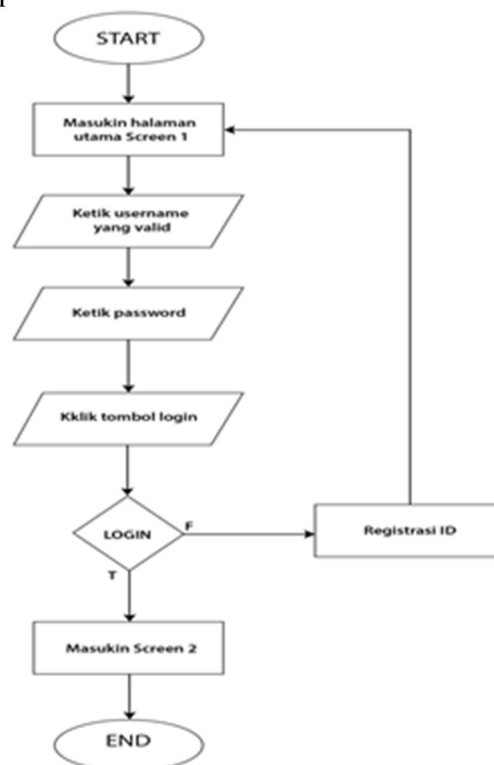 START
Masukin halaman
utama Screen 1
Ketik username
yang valid
Ketik password
Kklik tombol login
LOGIN
F
Registrasi ID
T
Masukin Screen 2
END